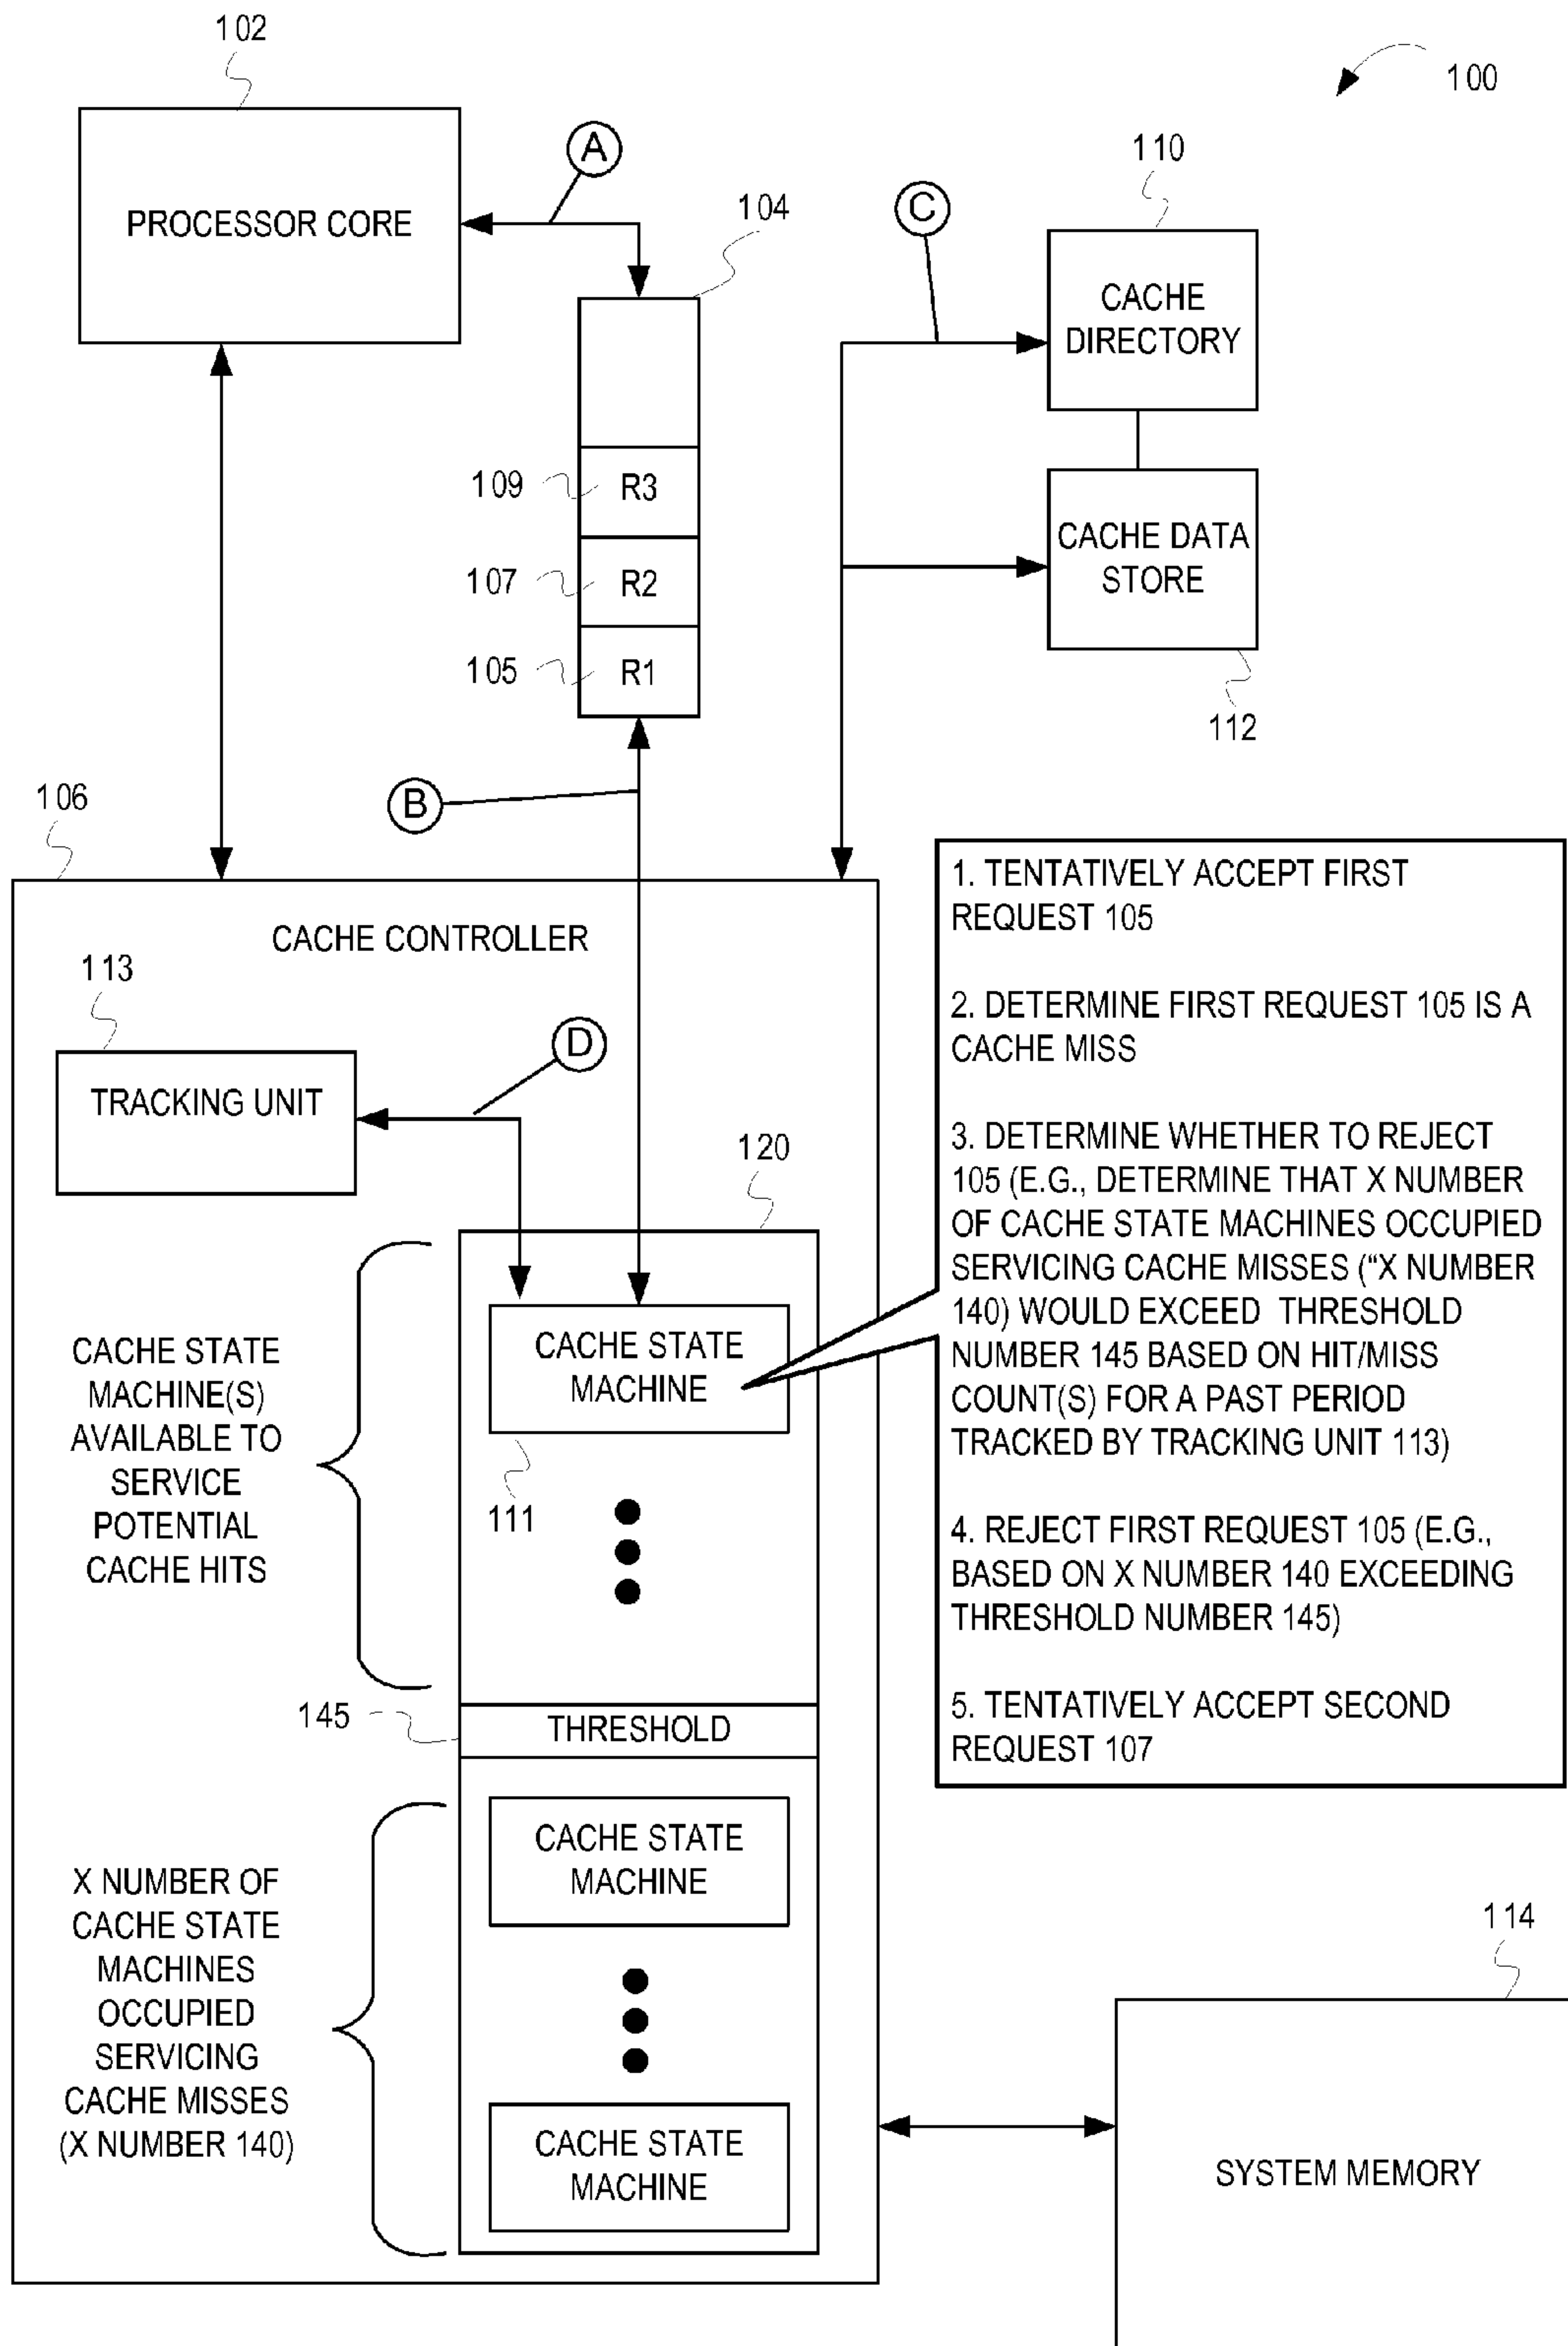 102
100
A
110
PROCESSOR CORE
C
104
CACHE
DIRECTORY
109
R3
107
R2
CACHE DATA
STORE
105
R1
112
B
106
CACHE CONTROLLER
113
D
TRACKING UNIT
120
CACHE STATE
MACHINE(S)
AVAILABLE TO
SERVICE
POTENTIAL
CACHE HITS
CACHE STATE
MACHINE
111
1. TENTATIVELY ACCEPT FIRST
REQUEST 105
2. DETERMINE FIRST REQUEST 105 IS A
CACHE MISS
3. DETERMINE WHETHER TO REJECT
105 (E.G., DETERMINE THAT X NUMBER
OF CACHE STATE MACHINES OCCUPIED
SERVICING CACHE MISSES (“X NUMBER
140) WOULD EXCEED THRESHOLD
NUMBER 145 BASED ON HIT/MISS
COUNT(S) FOR A PAST PERIOD
TRACKED BY TRACKING UNIT 113)
4. REJECT FIRST REQUEST 105 (E.G.,
BASED ON X NUMBER 140 EXCEEDING
THRESHOLD NUMBER 145)
5. TENTATIVELY ACCEPT SECOND
REQUEST 107
145
THRESHOLD
X NUMBER OF
CACHE STATE
MACHINES
OCCUPIED
SERVICING
CACHE MISSES
(X NUMBER 140)
CACHE STATE
MACHINE
CACHE STATE
MACHINE
114
SYSTEM MEMORY